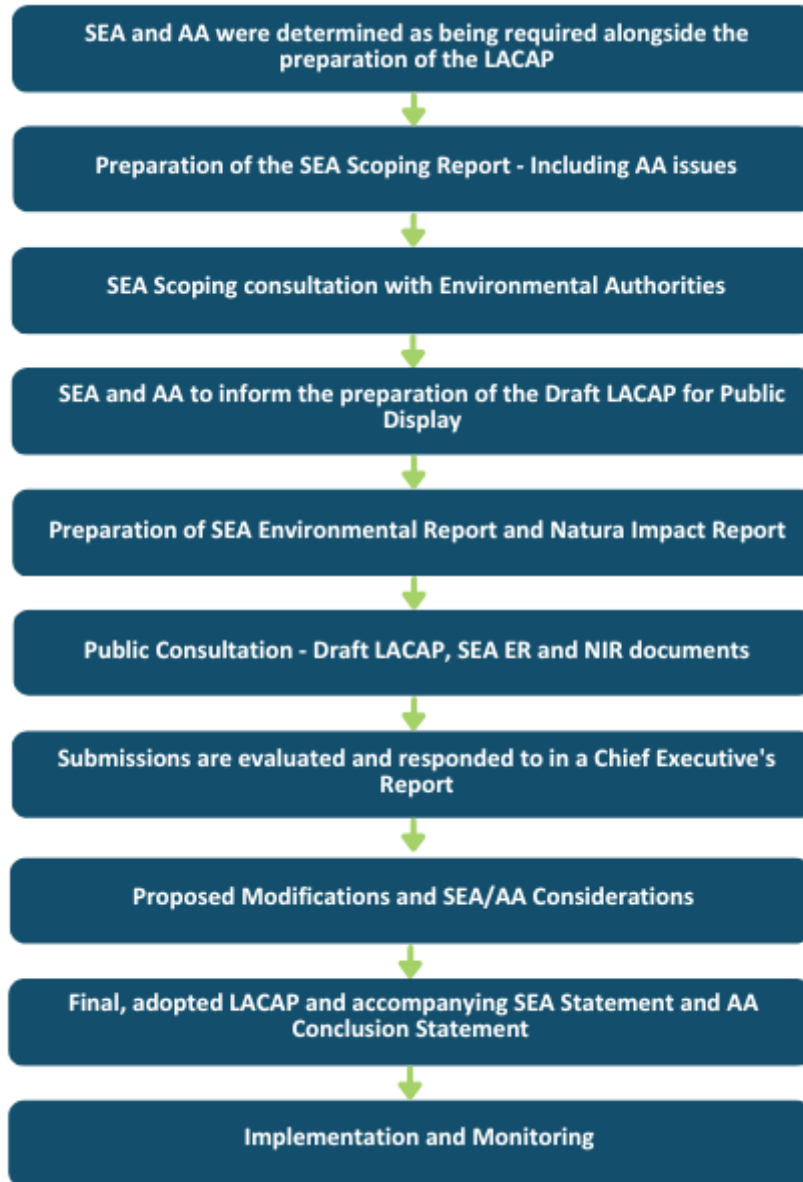 SEA and AA were determined as being required alongside the
preparation of the LACAP
Preparation of the SEA Scoping Report - Including AA issues
SEA Scoping consultation with Environmental Authorities
SEA and AA to inform the preparation of the Draft LACAP for Public
Display
Preparation of SEA Environmental Report and Natura Impact Report
Public Consultation - Draft LACAP, SEA ER and NIR documents
Submissions are evaluated and responded to in a Chief Executive's
Report
Proposed Modifications and SEA/AA Considerations
Final, adopted LACAP and accompanying SEA Statement and AA
Conclusion Statement
Implementation and Monitoring